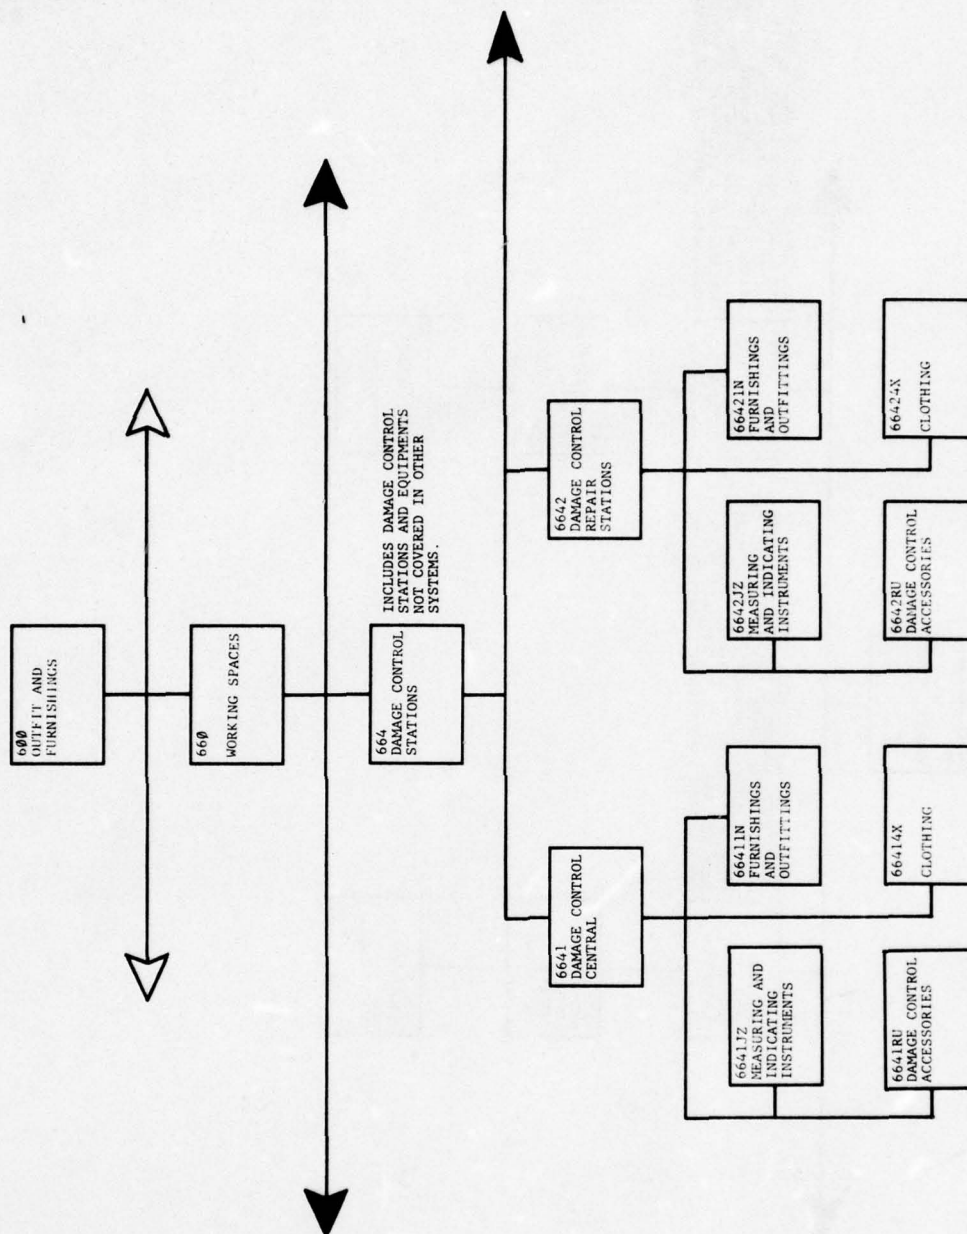 600
OUTFIT AND
FURNISHINGS
660
WORKING SPACES
664
DAMAGE CONTROL
STATIONS
INCLUDES DAMAGE CONTROL
STATIONS AND EQUIPMENTS
NOT COVERED IN OTHER
SYSTEMS.
6641
DAMAGE CONTROL
CENTRAL
6642
DAMAGE CONTROL
REPAIR
STATIONS
6641JZ
MEASURING AND
INDICATING
INSTRUMENTS
66411N
FURNISHINGS
AND
OUTFITTINGS
6642JZ
MEASURING
AND INDICATING
INSTRUMENTS
66421N
FURNISHINGS
AND
OUTFITTINGS
6641RU
DAMAGE CONTROL
ACCESSORIES
66414X
CLOTHING
6642RU
DAMAGE CONTROL
ACCESSORIES
66424X
CLOTHING